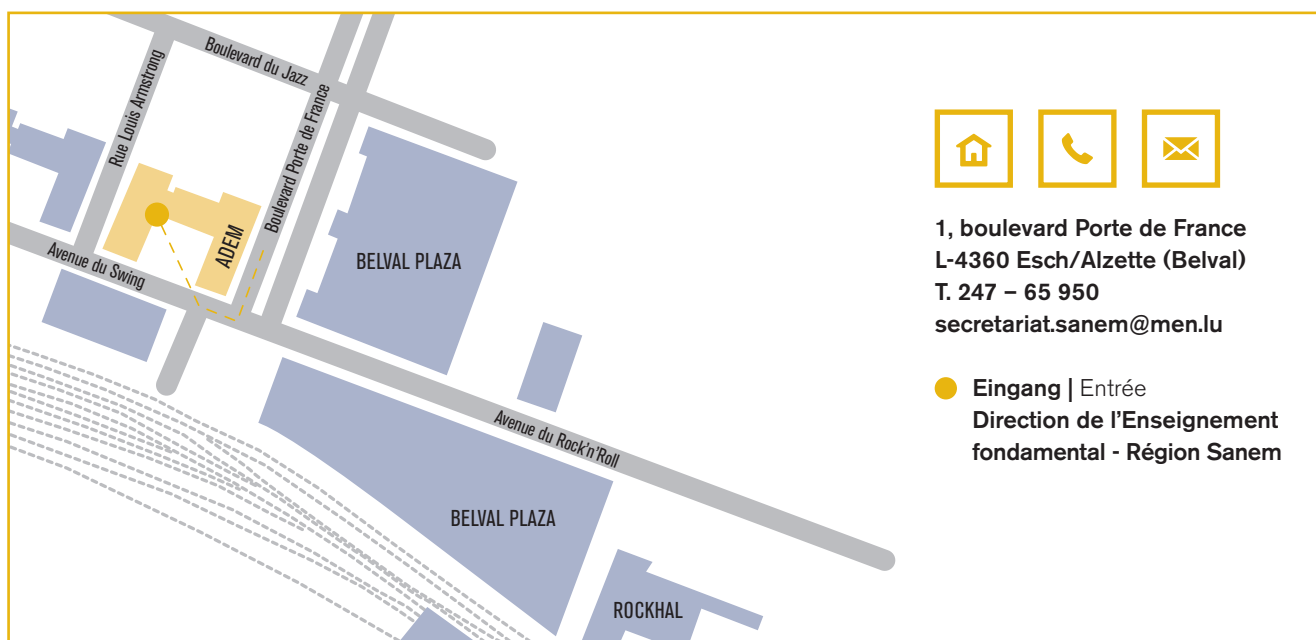 Boulevard du Jazz
Rue Louis Armstrong
Boulevard Porte de France
ADEM
Avenue du Swing
BELVAL PLAZA
Avenue du Rock'n'Roll
BELVAL PLAZA
ROCKHAL
1, boulevard Porte de France
L-4360 Esch/Alzette (Belval)
T. 247 – 65 950
secretariat.sanem@men.lu
Eingang | Entrée
Direction de l'Enseignement
fondamental - Région Sanem